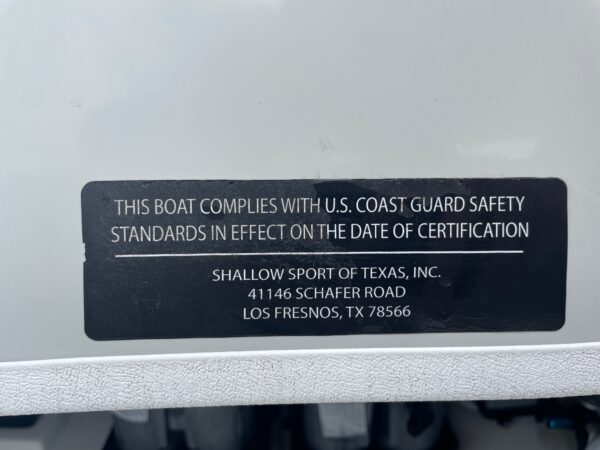 THIS BOAT COMPLIES WITH U.S. COAST GUARD SAFETY
STANDARDS IN EFFECT ON THE DATE OF CERTIFICATION
SHALLOW SPORT OF TEXAS, INC.
41146 SCHAFER ROAD
LOS FRESNOS, TX 78566